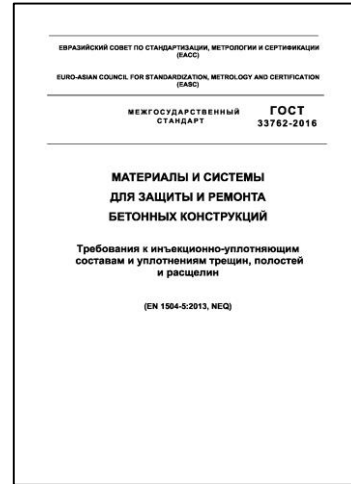 ЕВРАЗИЙСКИЙ СОВЕТ ПО СТАНДАРТИЗАЦИИ, МЕТРОЛОГИИ И СЕРТИФИКАЦИИ
(ЕАСС)
EURO-ASIAN COUNCIL FOR STANDARDIZATION, METROLOGY AND CERTIFICATION
(EASC)
МЕЖГОСУДАРСТВЕННЫЙ
СТАНДАРТ
ГОСТ
33762-2016
МАТЕРИАЛЫ И СИСТЕМЫ
ДЛЯ ЗАЩИТЫ И РЕМОНТА
БЕТОННЫХ КОНСТРУКЦИЙ
Требования к инъекционно-уплотняющим
составам и уплотнениям трещин, полостей
и расщелин
(EN 1504-5:2013, NEQ)